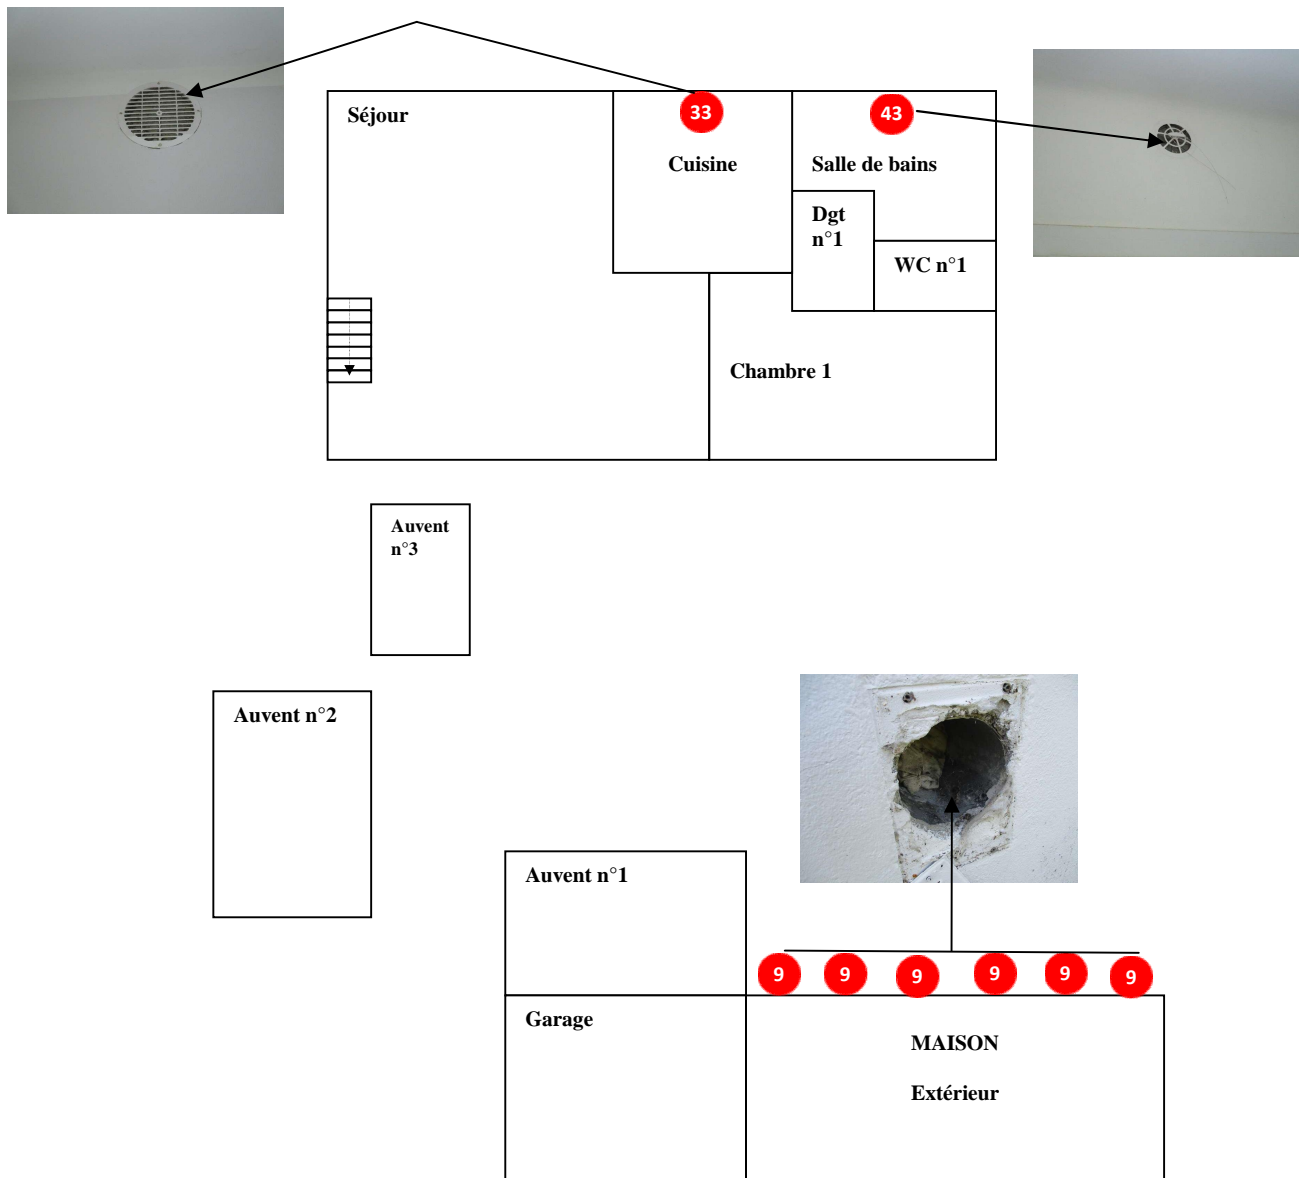 Séjour
33
43
Cuisine
Salle de bains
Dgt
n°1
WC n°1
Chambre 1
Auvent
n°3
Auvent n°2
Auvent n°1
9 9 9 9 9 9
Garage
MAISON
Extérieur